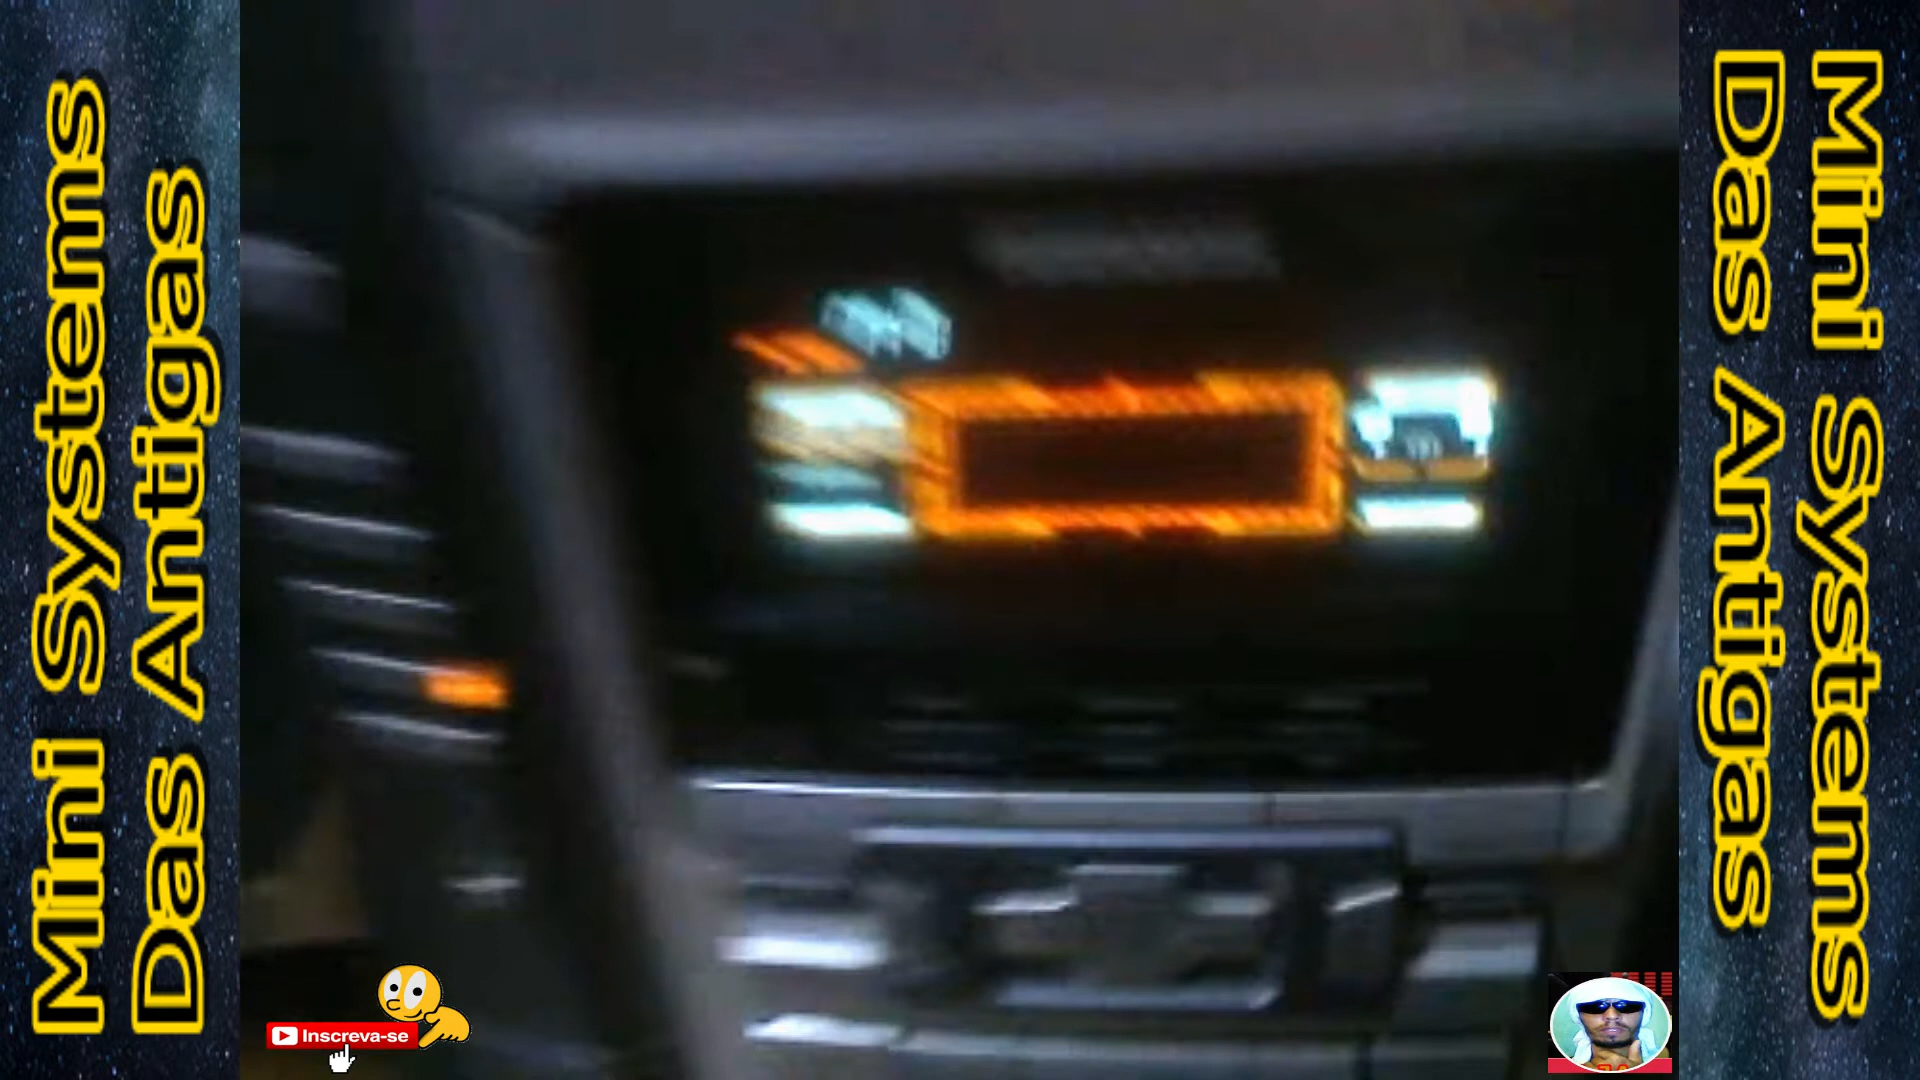 Mini Systems
Das Antigas
Mini Systems
Das Antigas
Inscreva-se